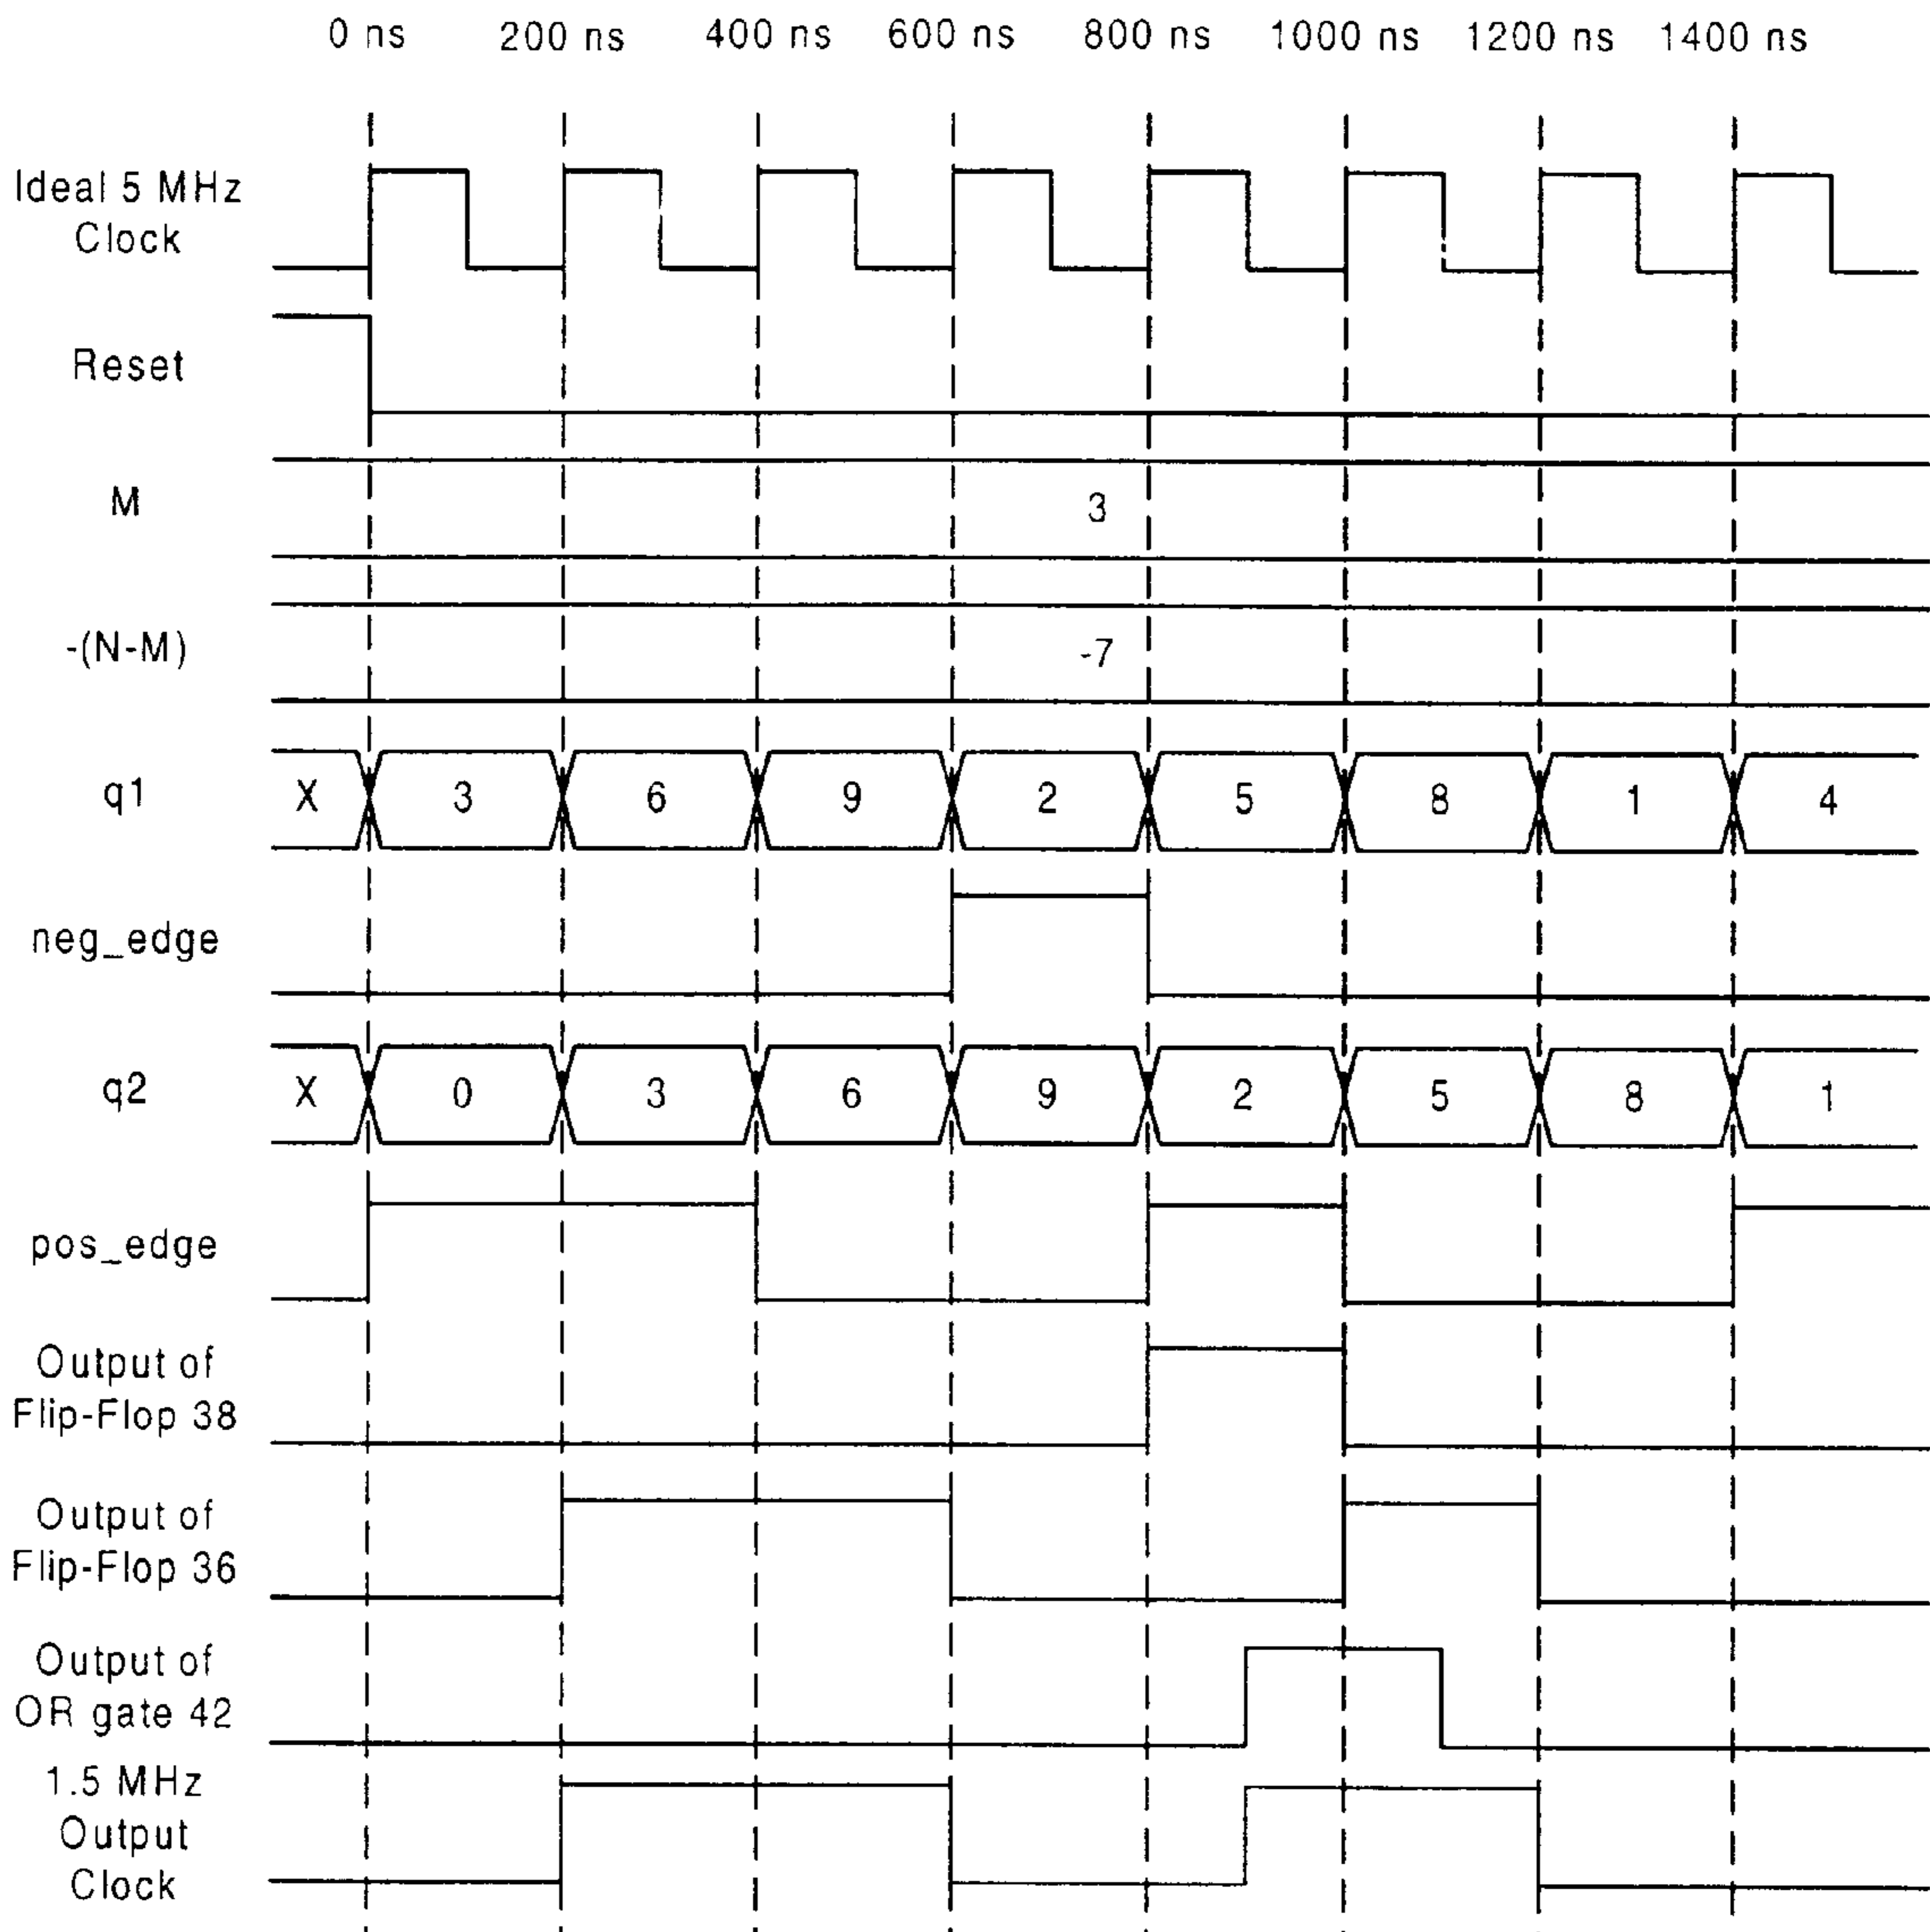 0 ns 200 ns 400 ns 600 ns 800 ns 1000 ns 1200 ns 1400 ns
Ideal 5 MHz
Clock
Reset
M 3
-(N-M) -7
q1 X 3 6 9 2 5 8 1 4
neg_edge
q2 X 0 3 6 9 2 5 8 1
pos_edge
Output of
Flip-Flop 38
Output of
Flip-Flop 36
Output of
OR gate 42
1.5 MHz
Output
Clock